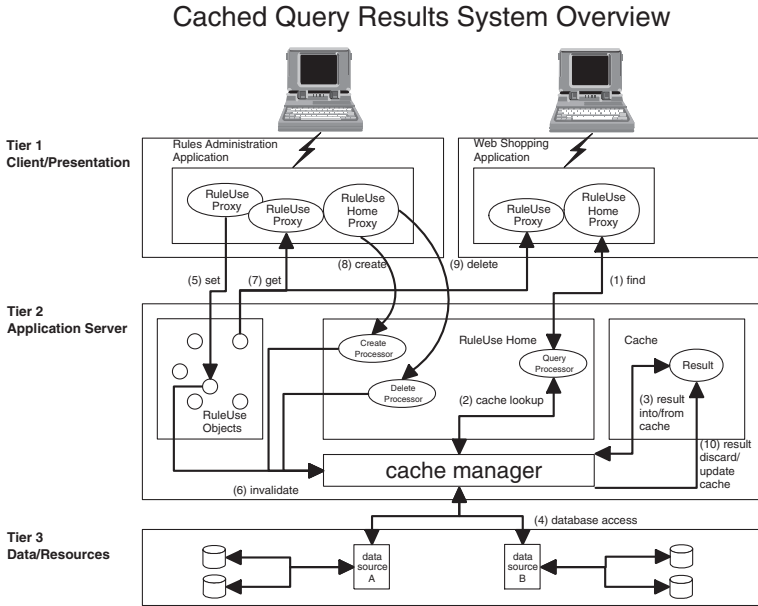 Cached Query Results System Overview
Tier 1
Client/Presentation
Rules Administration
Application
Web Shopping
Application
RuleUse
Proxy
RuleUse
Proxy
RuleUse
Home
Proxy
RuleUse
Proxy
RuleUse
Home
Proxy
(5) set
(7) get
(8) create
(9) delete
(1) find
Tier 2
Application Server
RuleUse
Objects
Create
Processor
Delete
Processor
RuleUse Home
Query
Processor
(2) cache lookup
Cache
Result
(3) result
into/from
cache
(10) result
discard/
update
cache
(6) invalidate
cache manager
(4) database access
Tier 3
Data/Resources
data
source
A
data
source
B